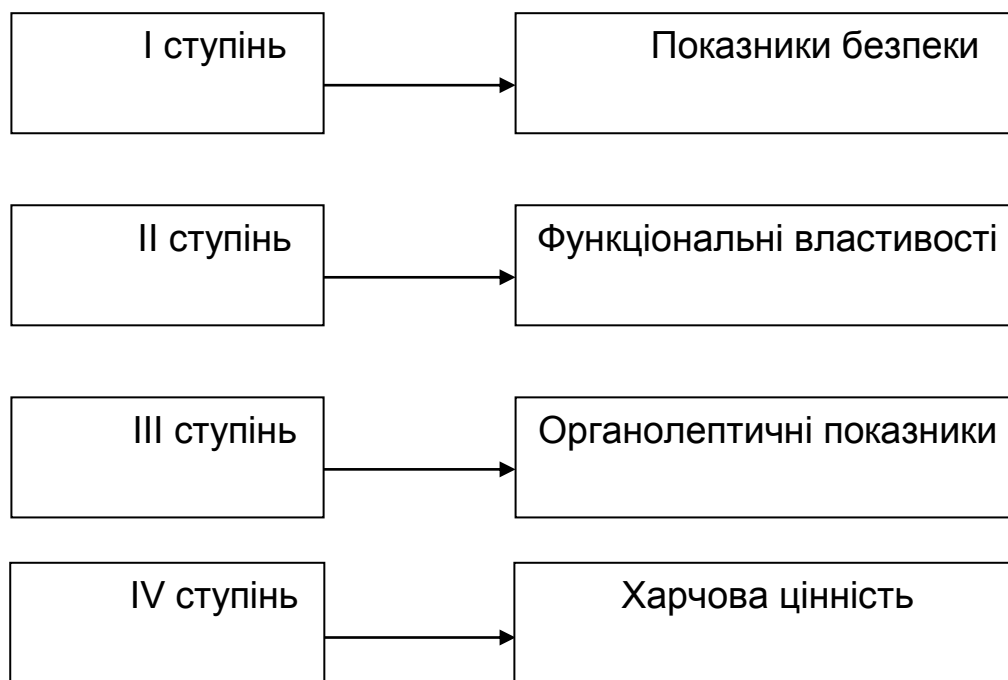 I ступінь
Показники безпеки
II ступінь
Функціональні властивості
III ступінь
Органолептичні показники
IV ступінь
Харчова цінність